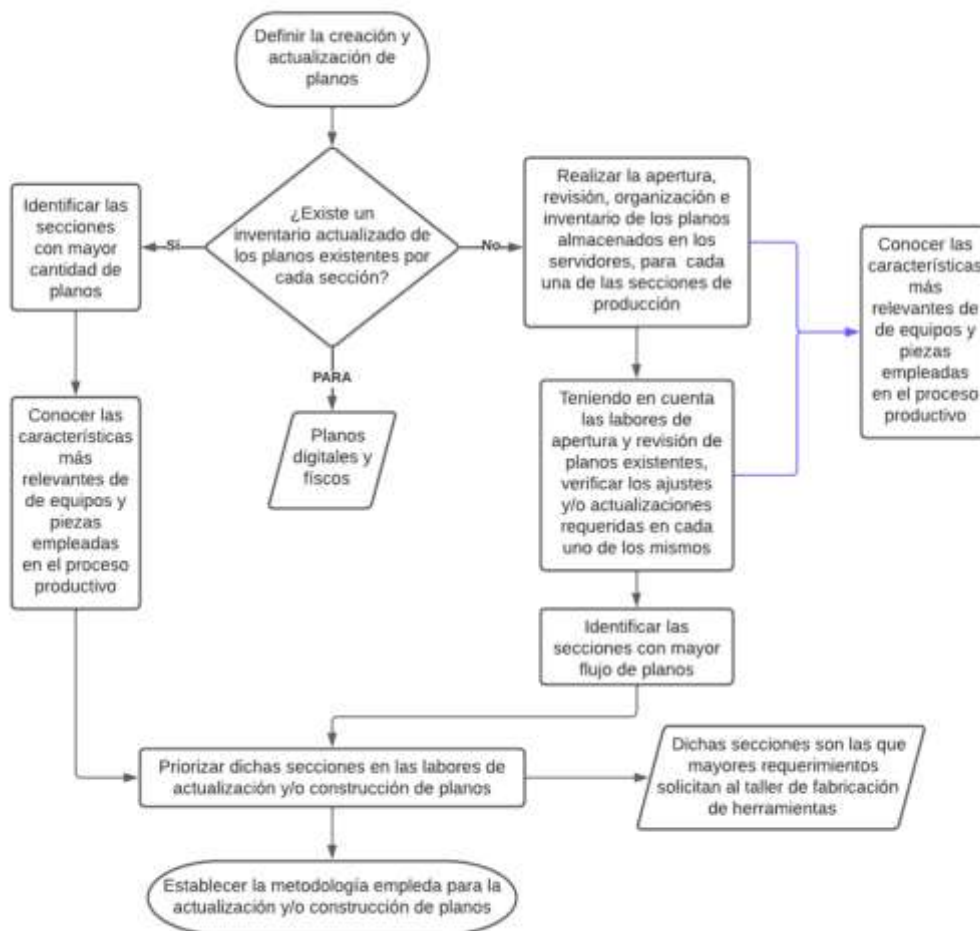 Definir la creación y
actualización de
planos
¿Existe un
inventario actualizado de
los planos existentes por
cada sección?
Sí
No
PARA
Identificar las
secciones
con mayor
cantidad de
planos
Conocer las
características
más
relevantes de
de equipos y
piezas
empleadas
en el proceso
productivo
Planos
digitales y
físcos
Realizar la apertura,
revisión, organización e
inventario de los planos
almacenados en los
servidores, para cada
una de las secciones de
producción
Conocer las
características
más
relevantes de
de equipos y
piezas
empleadas
en el proceso
productivo
Teniendo en cuenta
las labores de
apertura y revisión de
planos existentes,
verificar los ajustes
y/o actualizaciones
requeridas en cada
uno de los mismos
Identificar las
secciones con mayor
flujo de planos
Priorizar dichas secciones en las labores de
actualización y/o construcción de planos
Dichas secciones son las que
mayores requerimientos
solicitan al taller de fabricación
de herramientas
Establecer la metodología empleda para la
actualización y/o construcción de planos